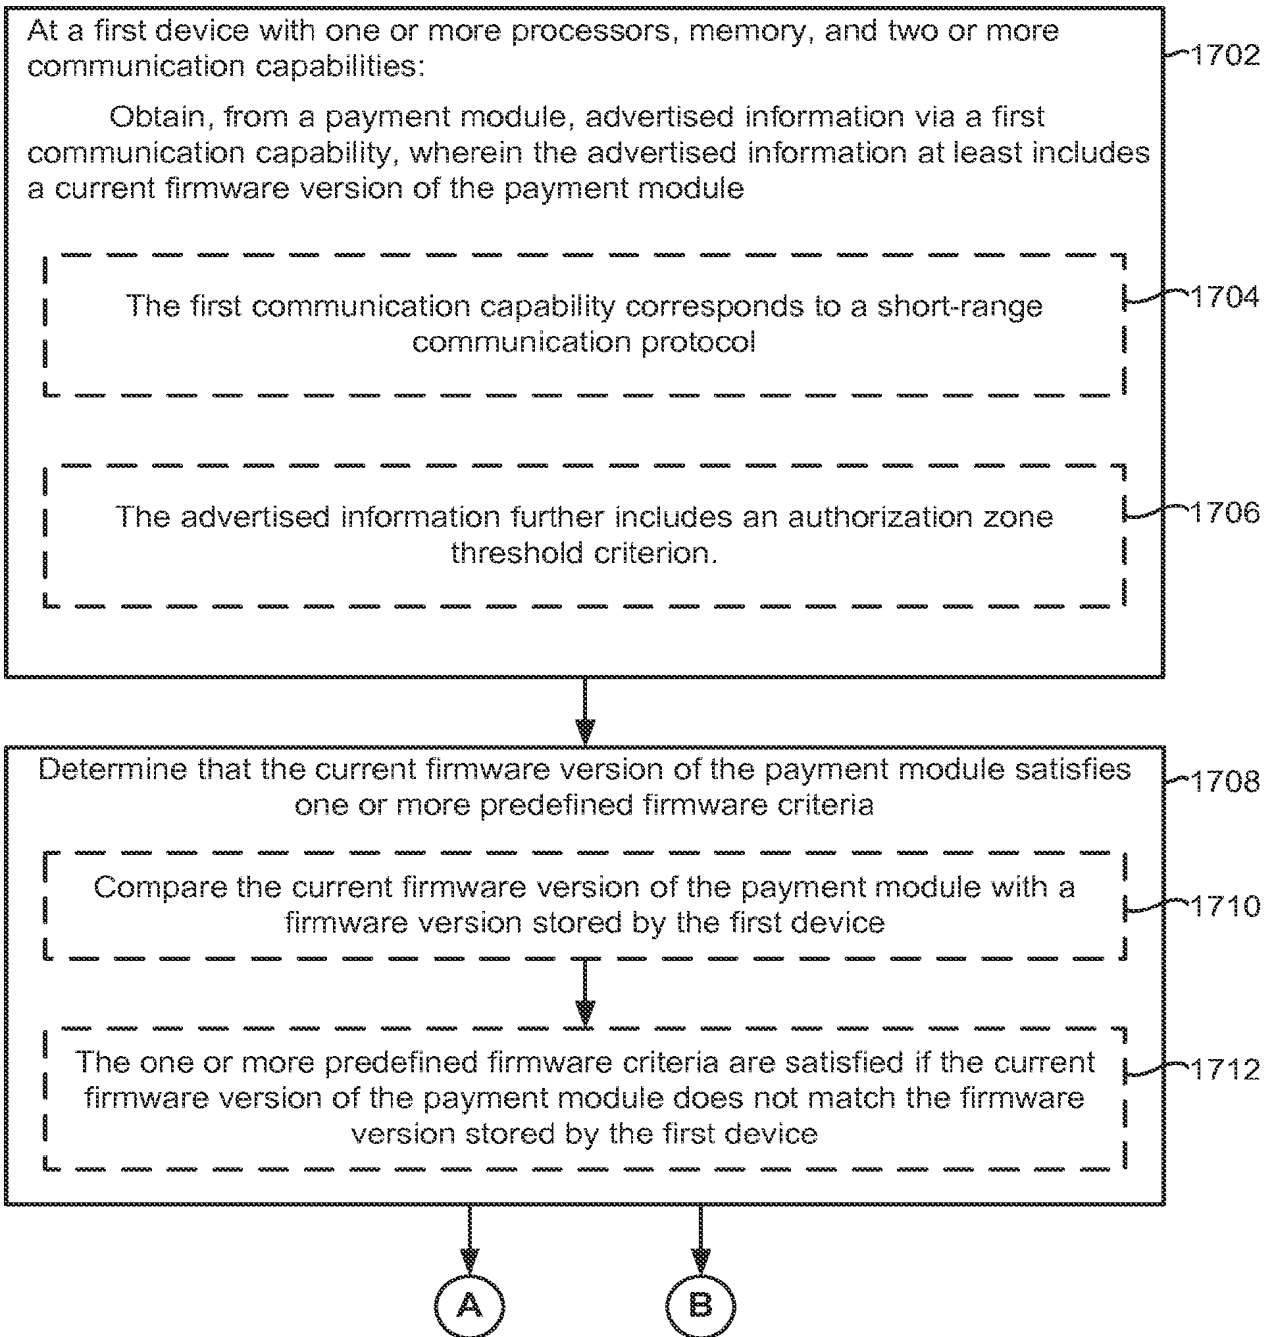 At a first device with one or more processors, memory, and two or more
communication capabilities:
1702
Obtain, from a payment module, advertised information via a first
communication capability, wherein the advertised information at least includes
a current firmware version of the payment module
The first communication capability corresponds to a short-range
communication protocol
1704
The advertised information further includes an authorization zone
threshold criterion.
1706
Determine that the current firmware version of the payment module satisfies
one or more predefined firmware criteria
1708
Compare the current firmware version of the payment module with a
firmware version stored by the first device
1710
The one or more predefined firmware criteria are satisfied if the current
firmware version of the payment module does not match the firmware
version stored by the first device
1712
A
B